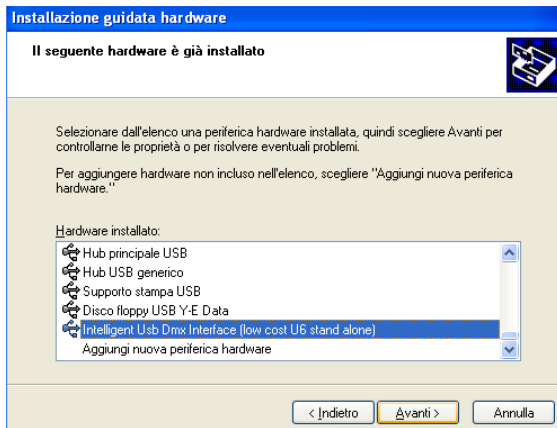 Installazione guidata hardware
Il seguente hardware è già installato
Selezionare dall'elenco una periferica hardware installata, quindi scegliere Avanti per
controllarne le proprietà o per risolvere eventuali problemi.
Per aggiungere hardware non incluso nell'elenco, scegliere "Aggiungi nuova periferica
hardware."
Hardware installato:
Hub principale USB
Hub USB generico
Supporto stampa USB
Disco floppy USB Y-E Data
Intelligent Usb Dmx Interface (low cost U6 stand alone)
Aggiungi nuova periferica hardware
< Indietro Avanti > Annulla